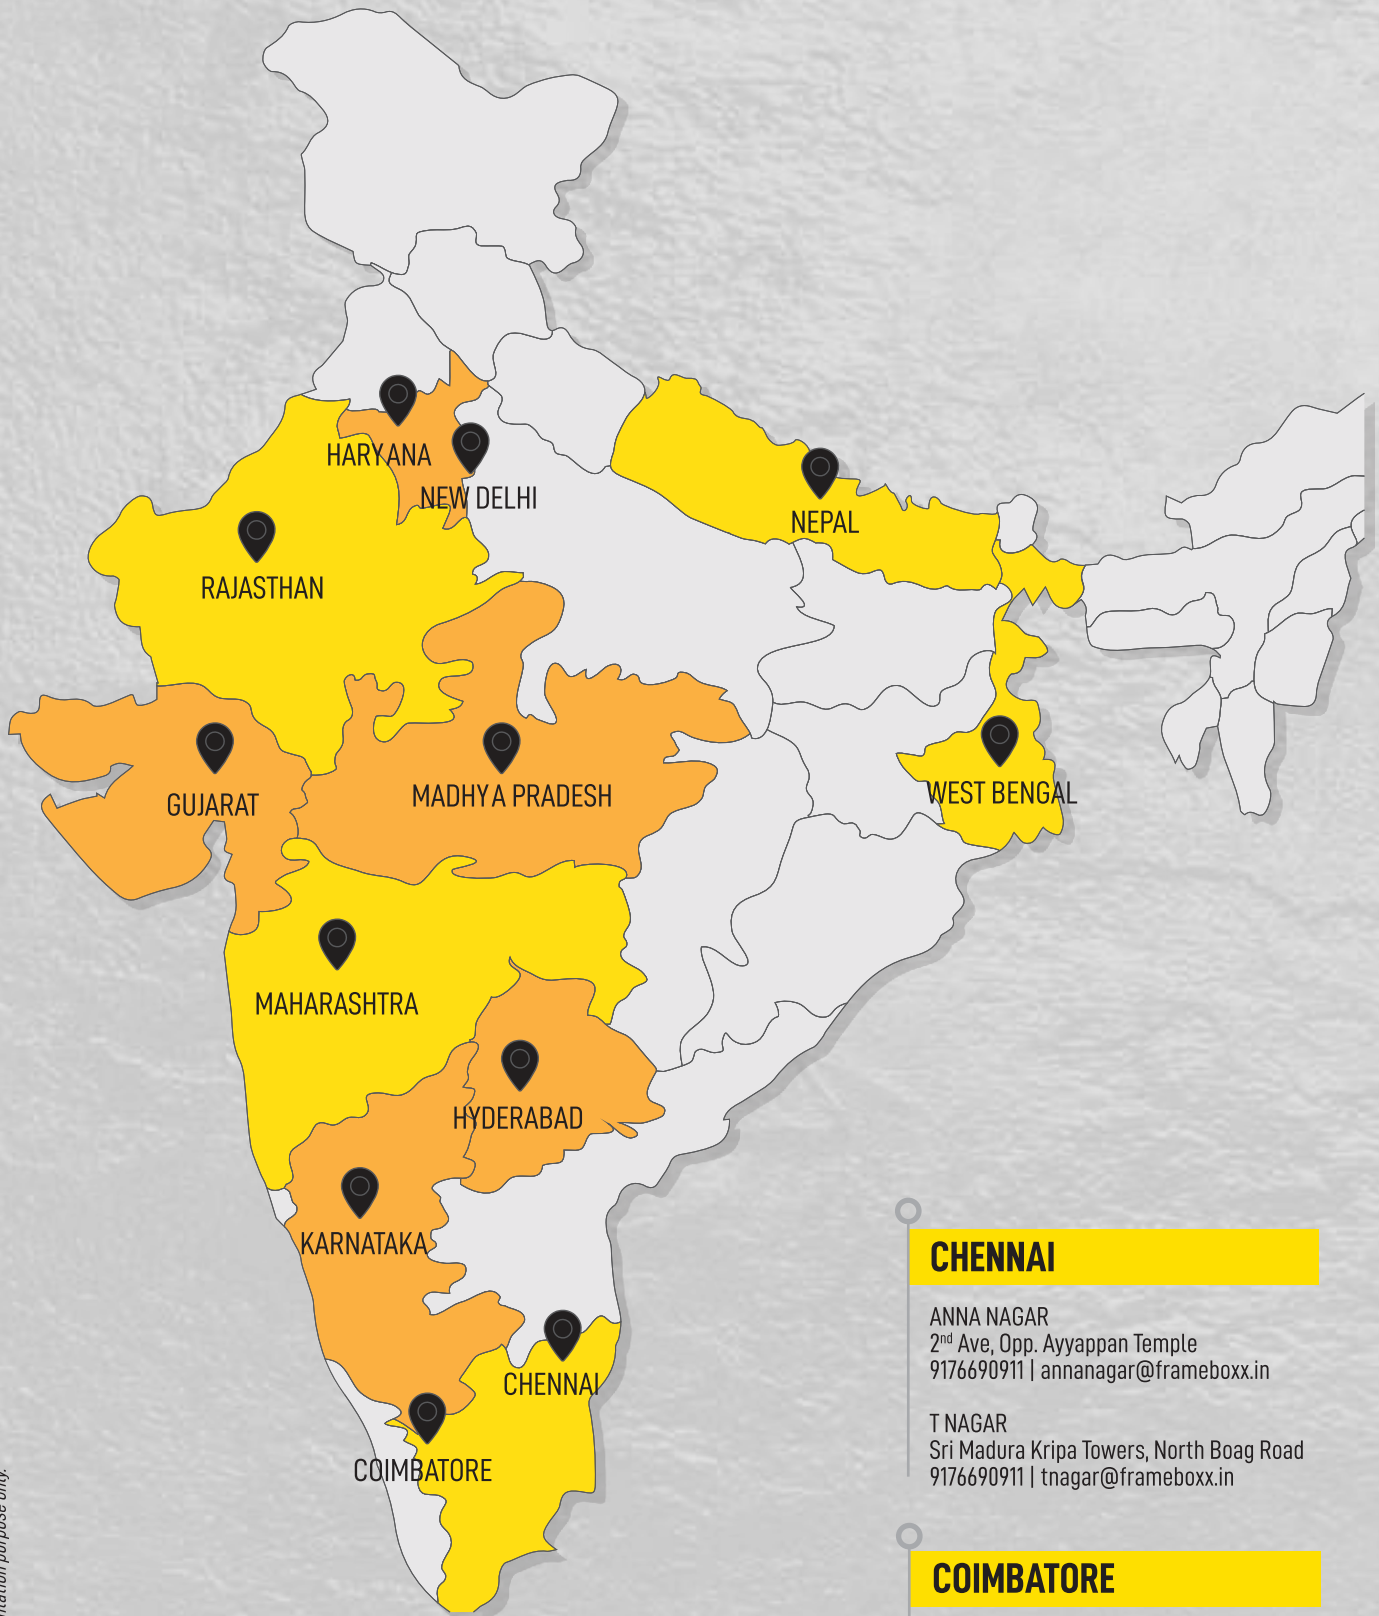 HARYANA
NEW DELHI
NEPAL
RAJASTHAN
MADHYA PRADESH
WEST BENGAL
GUJARAT
MAHARASHTRA
HYDERABAD
KARNATAKA
CHENNAI
COIMBATORE
CHENNAI
ANNA NAGAR
2nd Ave, Opp. Ayyappan Temple
9176690911 | annanagar@frameboxx.in
T NAGAR
Sri Madura Kripa Towers, North Boag Road
9176690911 | tnagar@frameboxx.in
COIMBATORE
purpose only.